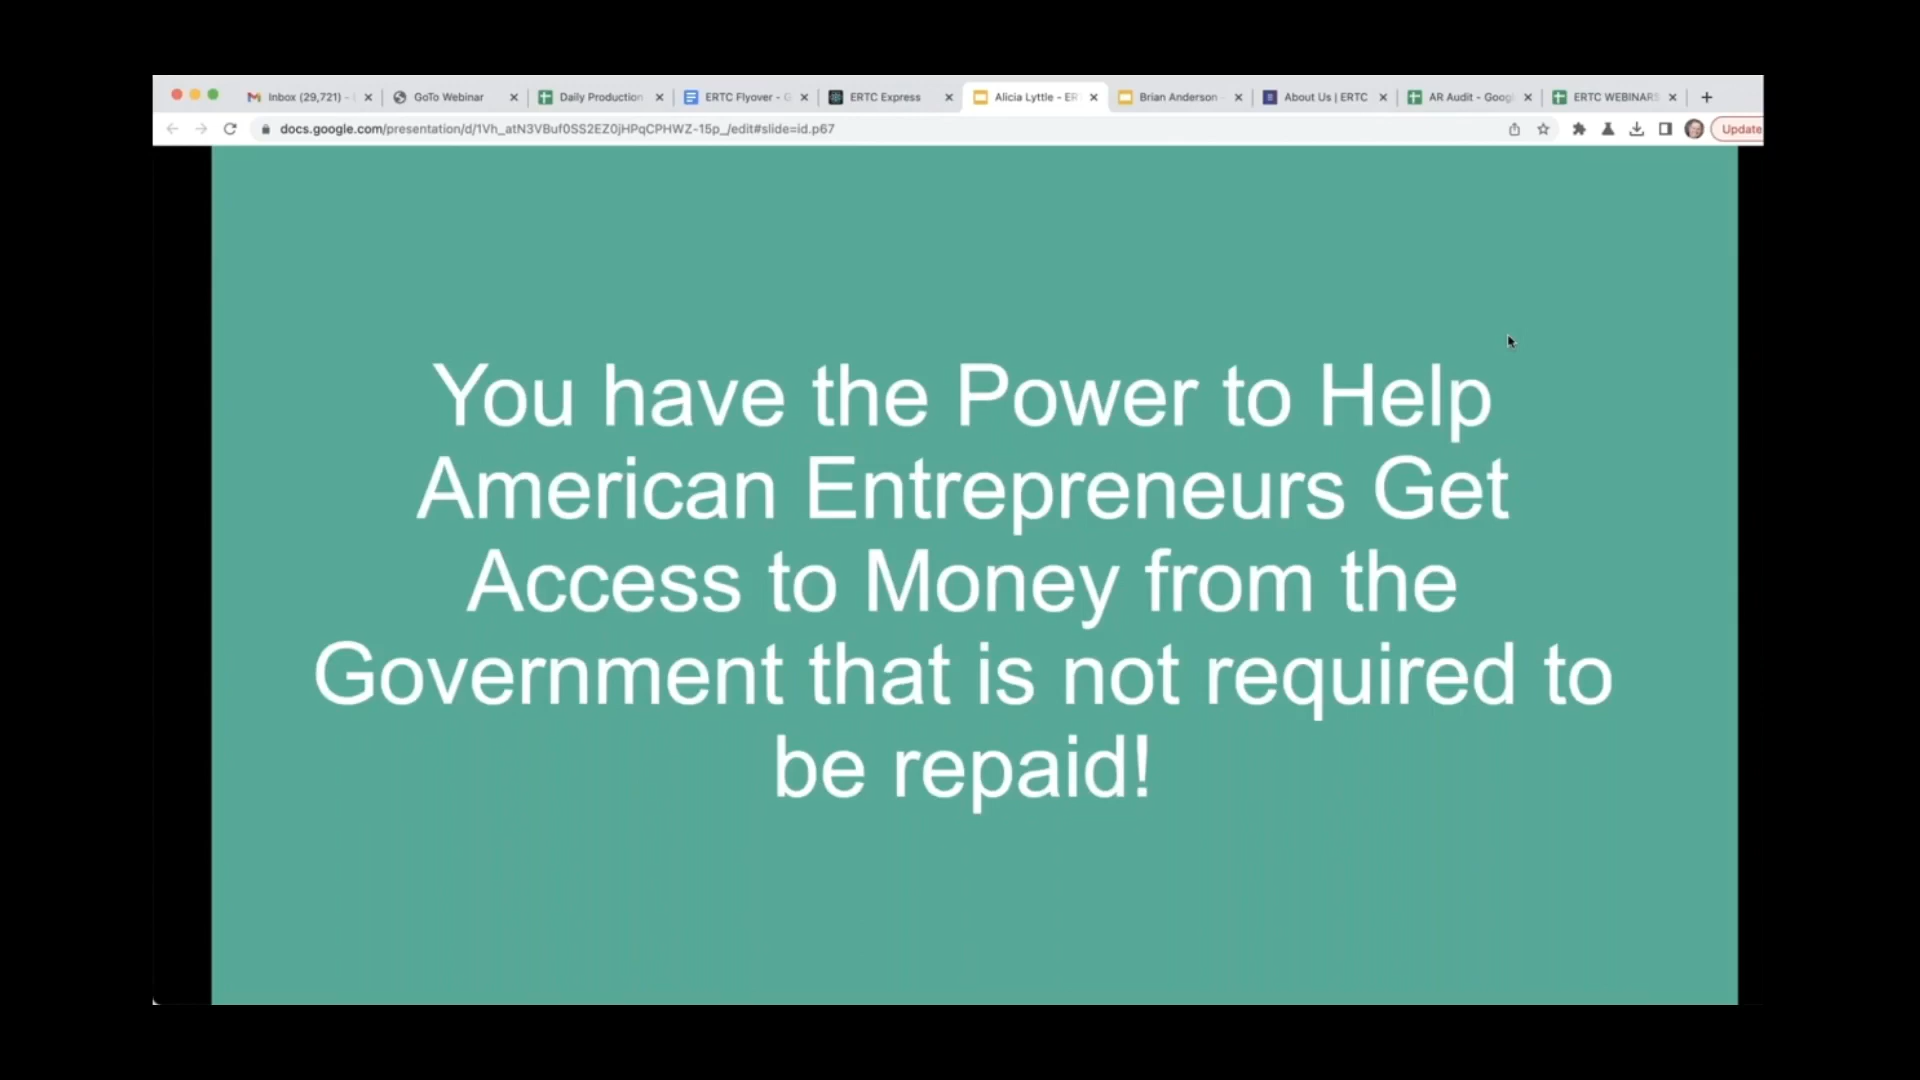 Inbox (29,721) -
GoTo Webinar
Daily Production
ERTC Flyover - G
ERTC Express
Alicia Lyttle - ER
Brian Anderson
About Us | ERTC
AR Audit - Googl
ERTC WEBINARS
docs.google.com/presentation/d/1Vh_atN3VBuf0SS2EZ0jHPqCPHWZ-15p_/edit#slide=id.p67
Update
You have the Power to Help
American Entrepreneurs Get
Access to Money from the
Government that is not required to
be repaid!